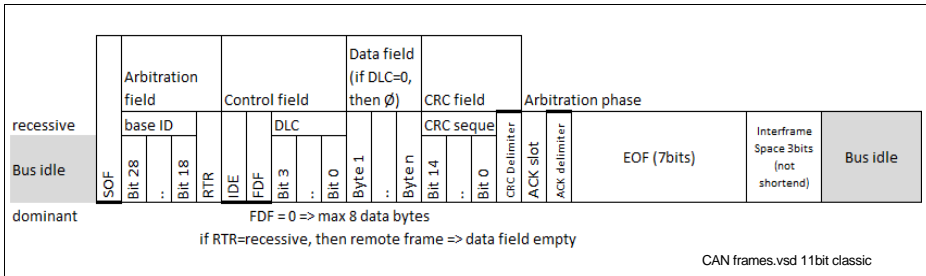 Data field
(if DLC=0,
then Ø)
Arbitration
field
Control field
CRC field
Arbitration phase
recessive
base ID
DLC
CRC seque
Bus idle
SOF
Bit 28
..
Bit 18
RTR
IDE
FDF
Bit 3
..
Bit 0
Byte 1
..
Byte n
Bit 14
..
Bit 0
CRC Delimiter
ACK slot
ACK delimiter
EOF (7bits)
Interframe
Space 3bits
(not
shortend)
Bus idle
dominant
FDF = 0 => max 8 data bytes
if RTR=recessive, then remote frame => data field empty
CAN frames.vsd 11bit classic